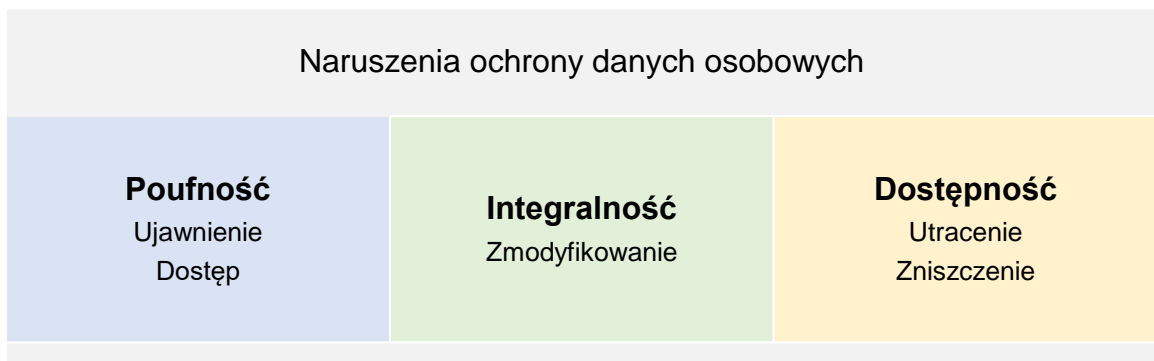 Naruszenia ochrony danych osobowych
Poufność
Ujawnienie
Dostęp
Integralność
Zmodyfikowanie
Dostępność
Utracenie
Zniszczenie